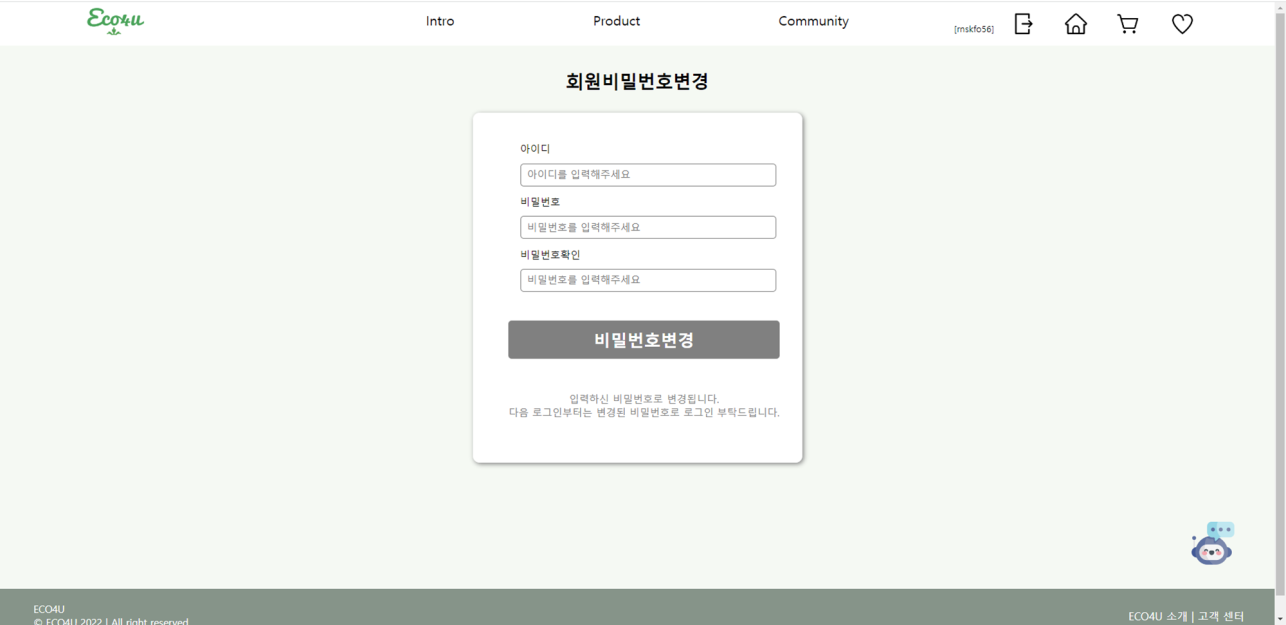 Eco4u
Intro Product Community [rnskfo56]
회원비밀번호변경
아이디
아이디를 입력해주세요
비밀번호
비밀번호를 입력해주세요
비밀번호확인
비밀번호를 입력해주세요
비밀번호변경
입력하신 비밀번호로 변경됩니다.
다음 로그인부터는 변경된 비밀번호로 로그인 부탁드립니다.
ECO4U
© ECO4U 2022 | All right reserved
ECO4U 소개 | 고객 센터